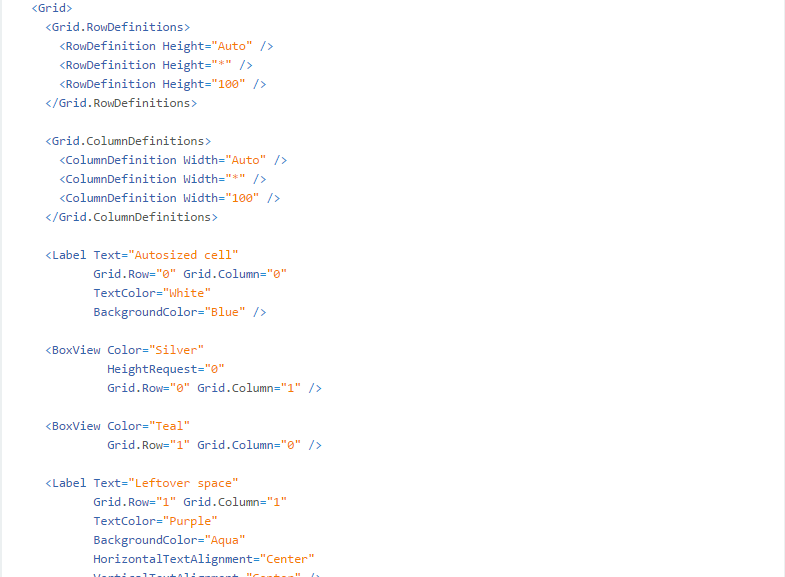 <Grid>
<Grid.RowDefinitions>
<RowDefinition Height="Auto" />
<RowDefinition Height="*" />
<RowDefinition Height="100" />
</Grid.RowDefinitions>
<Grid.ColumnDefinitions>
<ColumnDefinition Width="Auto" />
<ColumnDefinition Width="*" />
<ColumnDefinition Width="100" />
</Grid.ColumnDefinitions>
<Label Text="Autosized cell"
Grid.Row="0" Grid.Column="0"
TextColor="White"
BackgroundColor="Blue" />
<BoxView Color="Silver"
HeightRequest="0"
Grid.Row="0" Grid.Column="1" />
<BoxView Color="Teal"
Grid.Row="1" Grid.Column="0" />
<Label Text="Leftover space"
Grid.Row="1" Grid.Column="1"
TextColor="Purple"
BackgroundColor="Aqua"
HorizontalTextAlignment="Center"
VerticalTextAlignment="Center" />